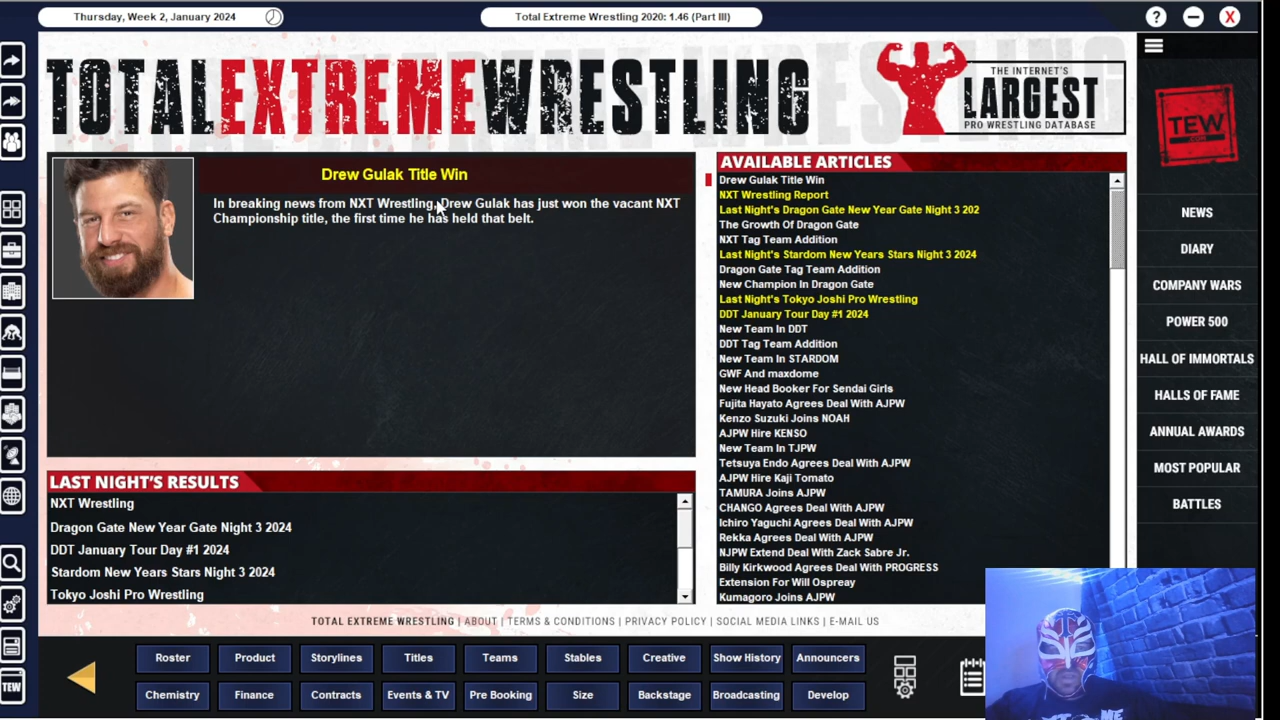 Thursday, Week 2, January 2024
Total Extreme Wrestling 2020: 1.46 (Part III)
?
X
TOTALEXTREMEWRESTLING
THE INTERNET'S
LARGEST
PRO WRESTLING DATABASE
TEW
.COM
Drew Gulak Title Win
In breaking news from NXT Wrestling, Drew Gulak has just won the vacant NXT
Championship title, the first time he has held that belt.
AVAILABLE ARTICLES
Drew Gulak Title Win
NXT Wrestling Report
Last Night's Dragon Gate New Year Gate Night 3 202
The Growth Of Dragon Gate
NXT Tag Team Addition
Last Night's Stardom New Years Stars Night 3 2024
Dragon Gate Tag Team Addition
New Champion In Dragon Gate
Last Night's Tokyo Joshi Pro Wrestling
DDT January Tour Day #1 2024
New Team In DDT
DDT Tag Team Addition
New Team In STARDOM
GWF And maxdome
New Head Booker For Sendai Girls
Fujita Hayato Agrees Deal With AJPW
Kenzo Suzuki Joins NOAH
AJPW Hire KENSO
New Team In TJPW
Tetsuya Endo Agrees Deal With AJPW
AJPW Hire Kaji Tomato
TAMURA Joins AJPW
CHANGO Agrees Deal With AJPW
Ichiro Yaguchi Agrees Deal With AJPW
Rekka Agrees Deal With AJPW
NJPW Extend Deal With Zack Sabre Jr.
Billy Kirkwood Agrees Deal With PROGRESS
Extension For Will Ospreay
Kumagoro Joins AJPW
NEWS
DIARY
COMPANY WARS
POWER 500
HALL OF IMMORTALS
HALLS OF FAME
ANNUAL AWARDS
MOST POPULAR
BATTLES
LAST NIGHT'S RESULTS
NXT Wrestling
Dragon Gate New Year Gate Night 3 2024
DDT January Tour Day #1 2024
Stardom New Years Stars Night 3 2024
Tokyo Joshi Pro Wrestling
TOTAL EXTREME WRESTLING | ABOUT | TERMS & CONDITIONS | PRIVACY POLICY | SOCIAL MEDIA LINKS | E-MAIL US
Roster Product Storylines Titles Teams Stables Creative Show History Announcers
Chemistry Finance Contracts Events & TV Pre Booking Size Backstage Broadcasting Develop
TEW